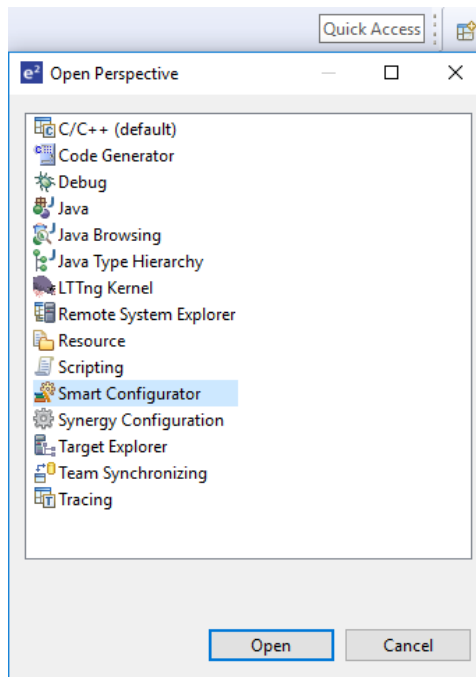 Quick Access
e² Open Perspective
C/C++ (default)
Code Generator
Debug
Java
Java Browsing
Java Type Hierarchy
LTTng Kernel
Remote System Explorer
Resource
Scripting
Smart Configurator
Synergy Configuration
Target Explorer
Team Synchronizing
Tracing
Open Cancel